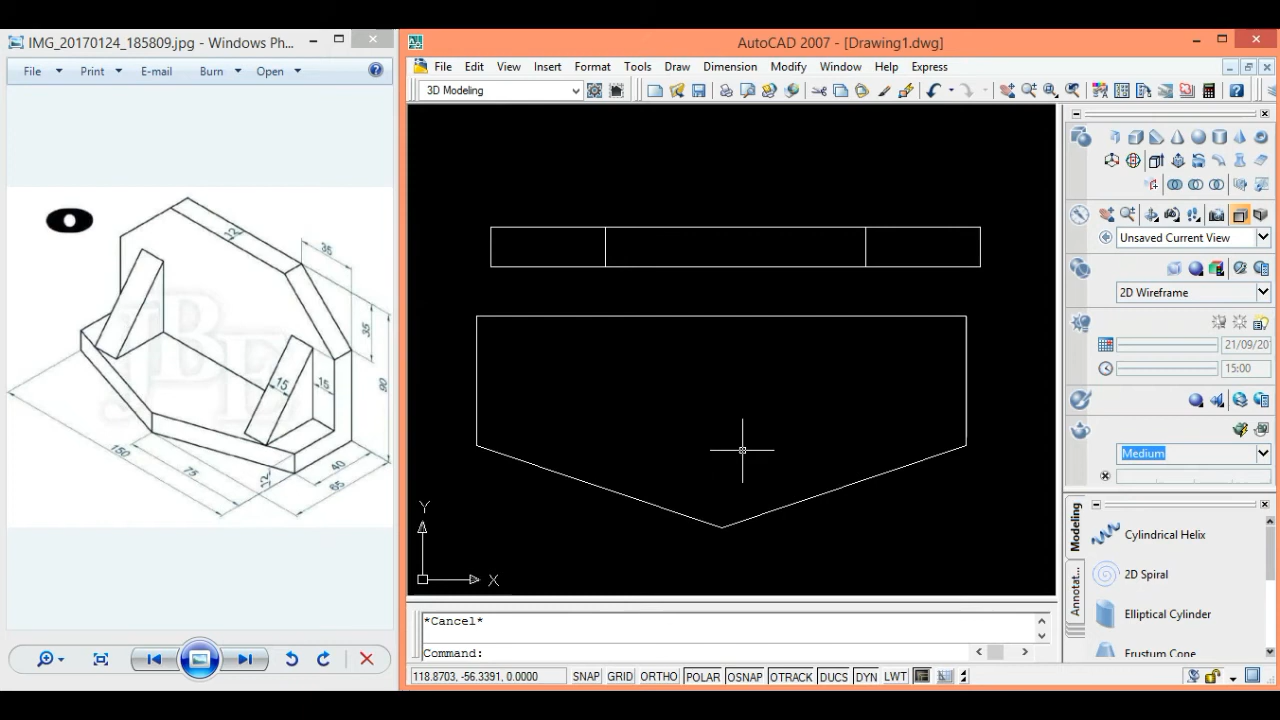 IMG_20170124_185809.jpg - Windows Ph...
File Print E-mail Burn Open
12
35
35
90
15
15
150
75
12
40
65
JBE
AutoCAD 2007 - [Drawing1.dwg]
File Edit View Insert Format Tools Draw Dimension Modify Window Help Express
3D Modeling
Y
X
*Cancel*
Command:
118.8703, -56.3391, 0.0000 SNAP GRID ORTHO POLAR OSNAP OTRACK DUCS DYN LWT
Unsaved Current View
2D Wireframe
21/09/20
15:00
Medium
Modeling
Annotat...
Cylindrical Helix
2D Spiral
Elliptical Cylinder
Frustum Cone